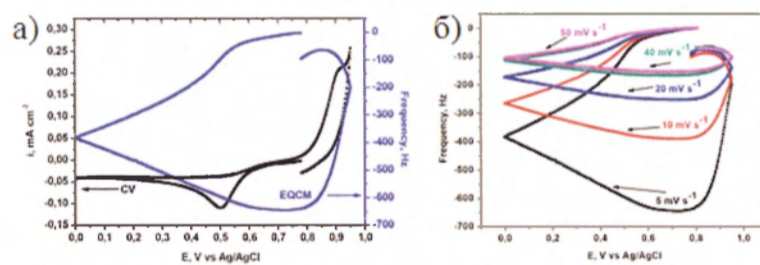 а)
0,30
0,25
0,20
0,15
0,10
0,05
0,00
-0,05
-0,10
-0,15
i, mA cm⁻²
0
-100
-200
-300
-400
-500
-600
-700
Frequency, Hz
CV
EQCM
0,0 0,1 0,2 0,3 0,4 0,5 0,6 0,7 0,8 0,9 1,0
E, V vs Ag/AgCl
б)
0
-100
-200
-300
-400
-500
-600
-700
Frequency, Hz
50 mV s⁻¹
40 mV s⁻¹
20 mV s⁻¹
10 mV s⁻¹
5 mV s⁻¹
0,0 0,2 0,4 0,6 0,8 1,0
E, V vs Ag/AgCl